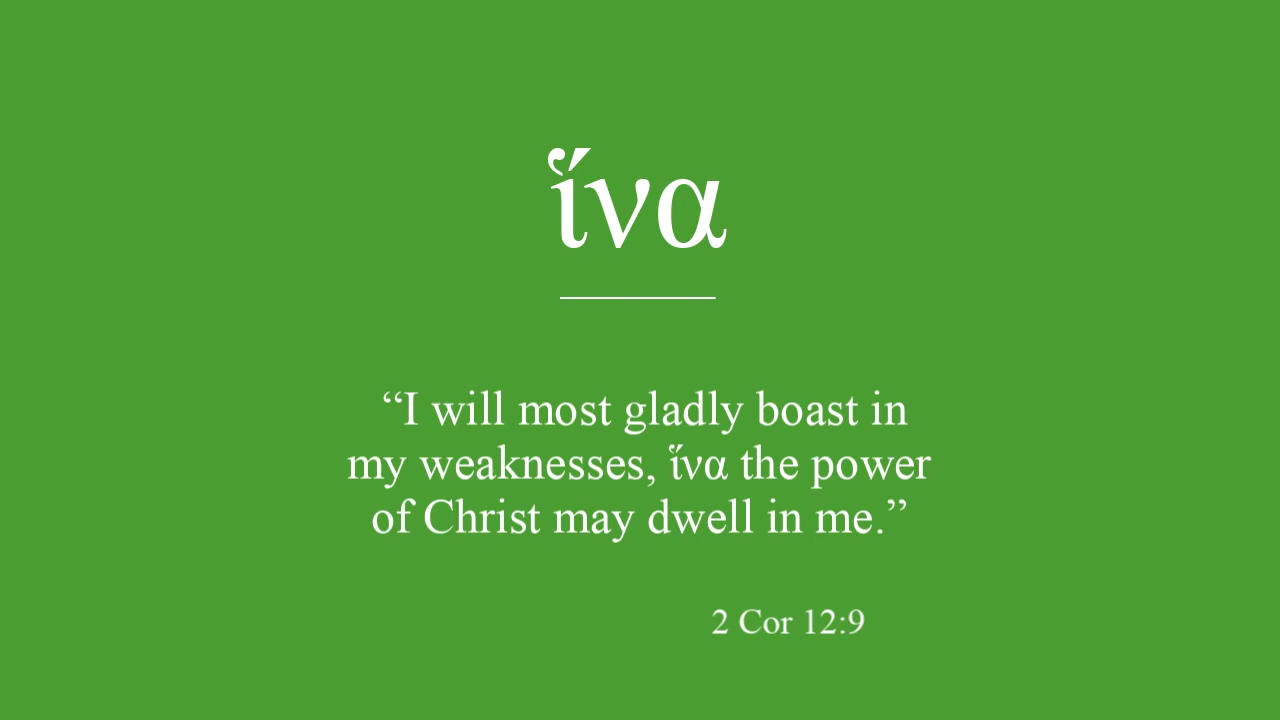 ἵνα
“I will most gladly boast in
my weaknesses, ἵνα the power
of Christ may dwell in me.”
2 Cor 12:9